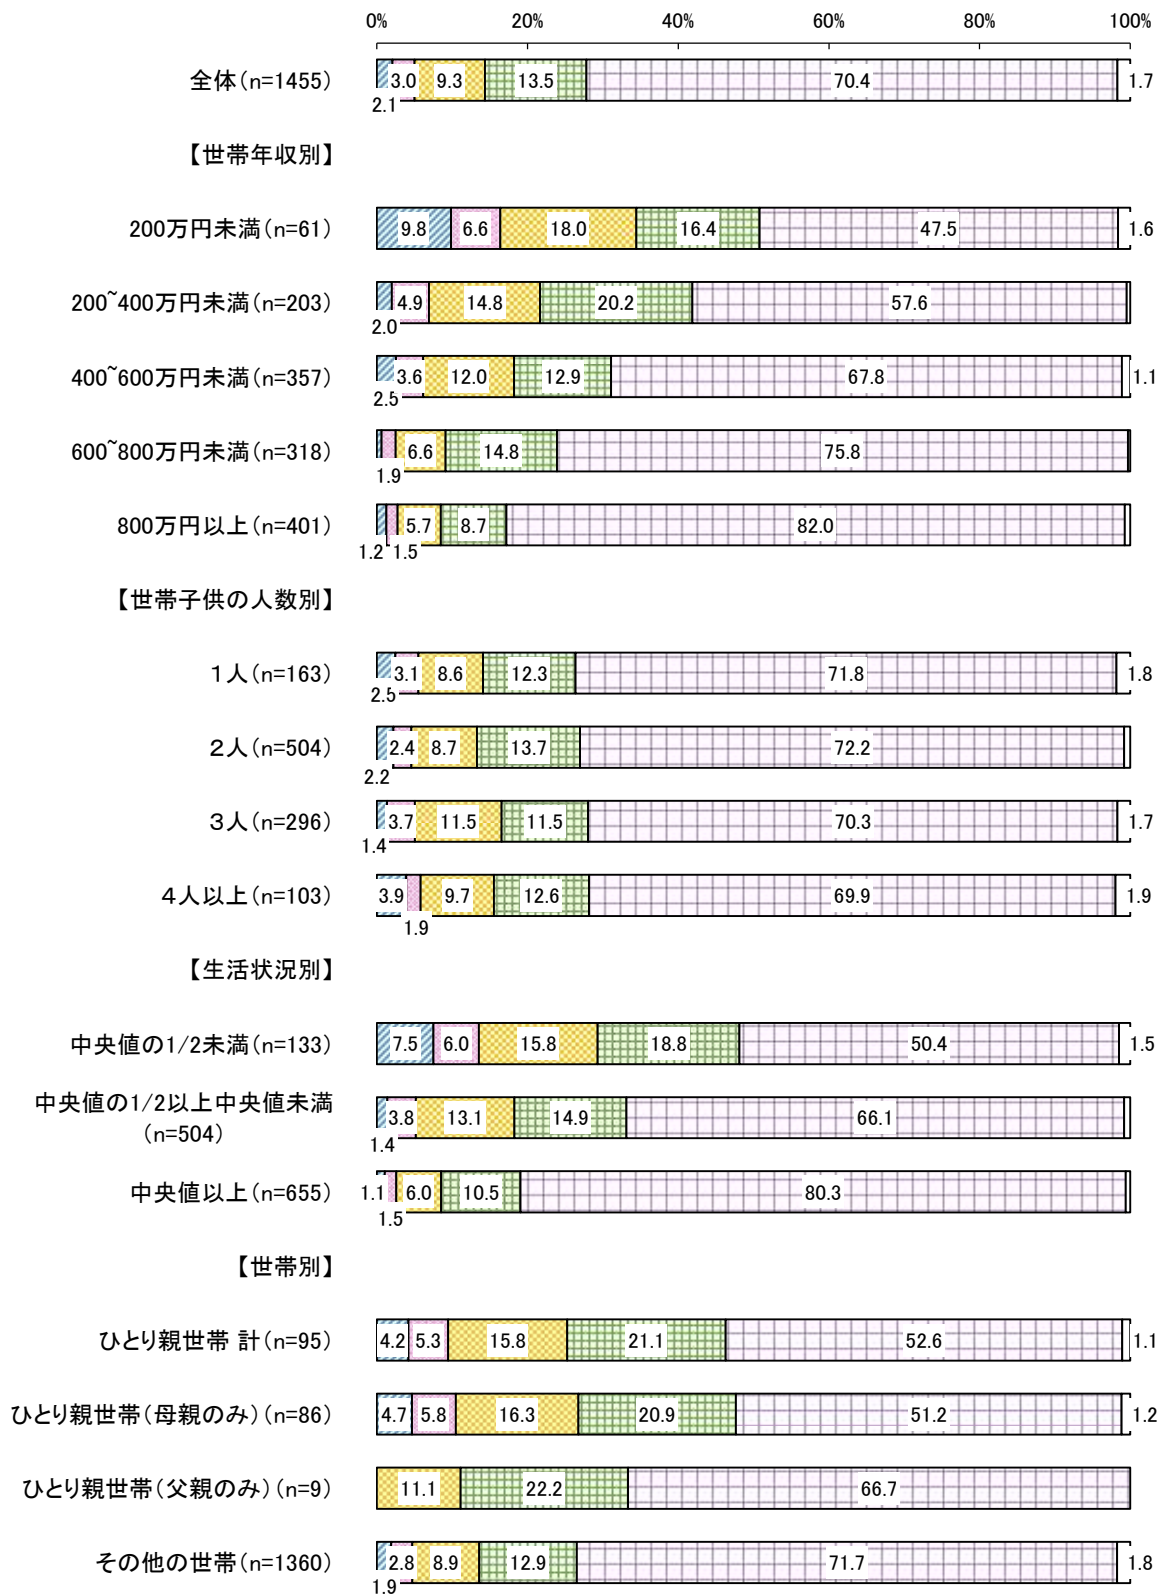 0% 20% 40% 60% 80% 100%
全体(n=1455) 3.0 9.3 13.5 70.4 1.7
2.1
【世帯年収別】
200万円未満(n=61) 9.8 6.6 18.0 16.4 47.5 1.6
200~400万円未満(n=203) 4.9 14.8 20.2 57.6
2.0
400~600万円未満(n=357) 3.6 12.0 12.9 67.8 1.1
2.5
600~800万円未満(n=318) 6.6 14.8 75.8
1.9
800万円以上(n=401) 5.7 8.7 82.0
1.2 1.5
【世帯子供の人数別】
1人(n=163) 3.1 8.6 12.3 71.8 1.8
2.5
2人(n=504) 2.4 8.7 13.7 72.2
2.2
3人(n=296) 3.7 11.5 11.5 70.3 1.7
1.4
4人以上(n=103) 3.9 9.7 12.6 69.9 1.9
1.9
【生活状況別】
中央値の1/2未満(n=133) 7.5 6.0 15.8 18.8 50.4 1.5
中央値の1/2以上中央値未満
(n=504) 3.8 13.1 14.9 66.1
1.4
中央値以上(n=655) 1.1 6.0 10.5 80.3
1.5
【世帯別】
ひとり親世帯 計(n=95) 4.2 5.3 15.8 21.1 52.6 1.1
ひとり親世帯(母親のみ)(n=86) 4.7 5.8 16.3 20.9 51.2 1.2
ひとり親世帯(父親のみ)(n=9) 11.1 22.2 66.7
その他の世帯(n=1360) 2.8 8.9 12.9 71.7 1.8
1.9